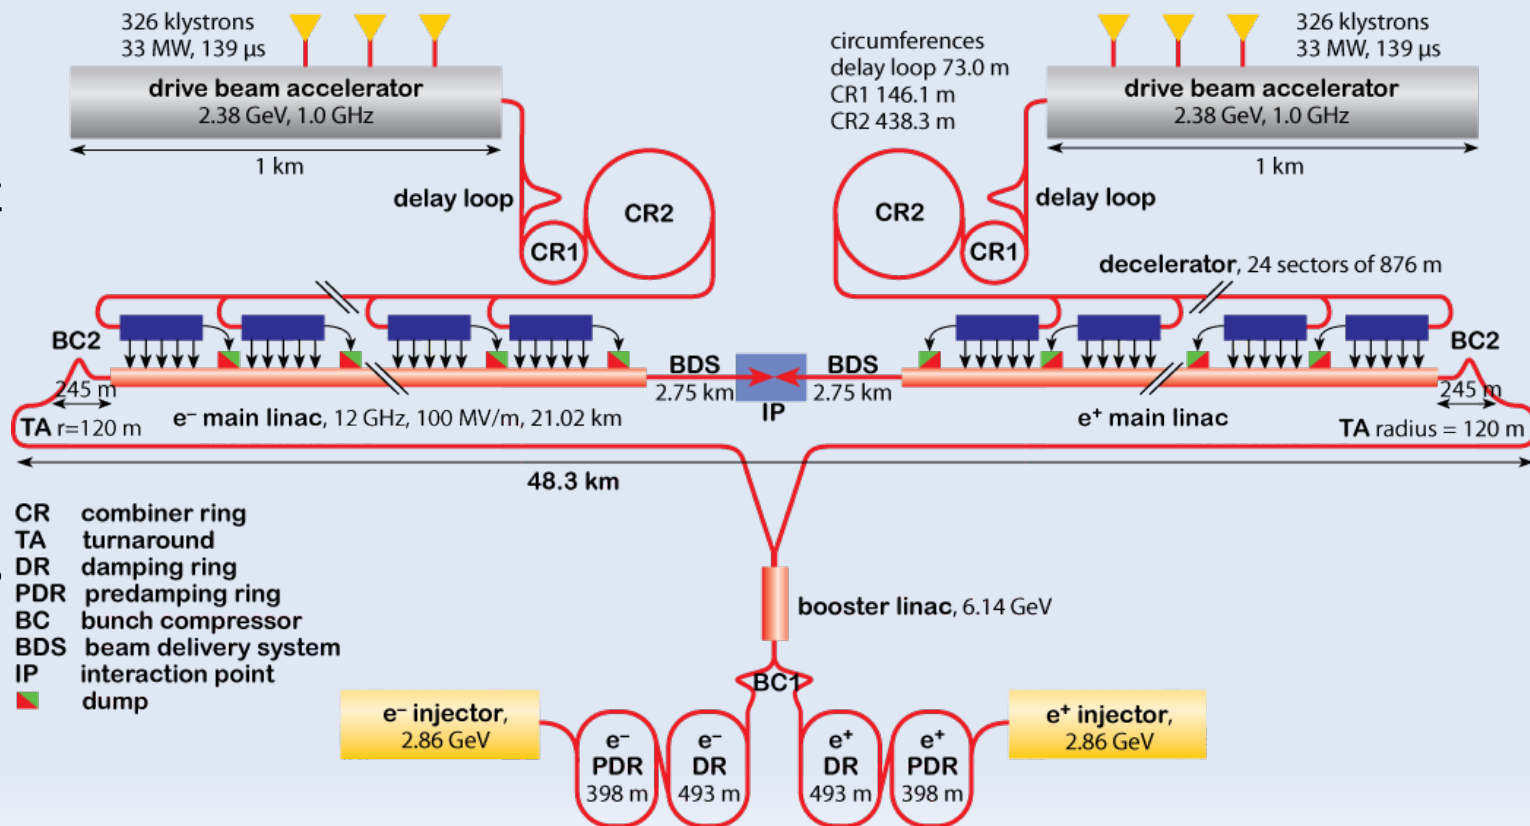 326 klystrons
33 MW, 139 μs
drive beam accelerator
2.38 GeV, 1.0 GHz
1 km
delay loop
CR1
CR2
circumferences
delay loop 73.0 m
CR1 146.1 m
CR2 438.3 m
326 klystrons
33 MW, 139 μs
drive beam accelerator
2.38 GeV, 1.0 GHz
1 km
delay loop
CR2
CR1
decelerator, 24 sectors of 876 m
BC2
245 m
TA r=120 m
e⁻ main linac, 12 GHz, 100 MV/m, 21.02 km
BDS
2.75 km
IP
BDS
2.75 km
e⁺ main linac
BC2
245 m
TA radius = 120 m
48.3 km
CR combiner ring
TA turnaround
DR damping ring
PDR predamping ring
BC bunch compressor
BDS beam delivery system
IP interaction point
dump
booster linac, 6.14 GeV
BC1
e⁻ injector,
2.86 GeV
e⁻
PDR
398 m
e⁻
DR
493 m
e⁺
DR
493 m
e⁺
PDR
398 m
e⁺ injector,
2.86 GeV